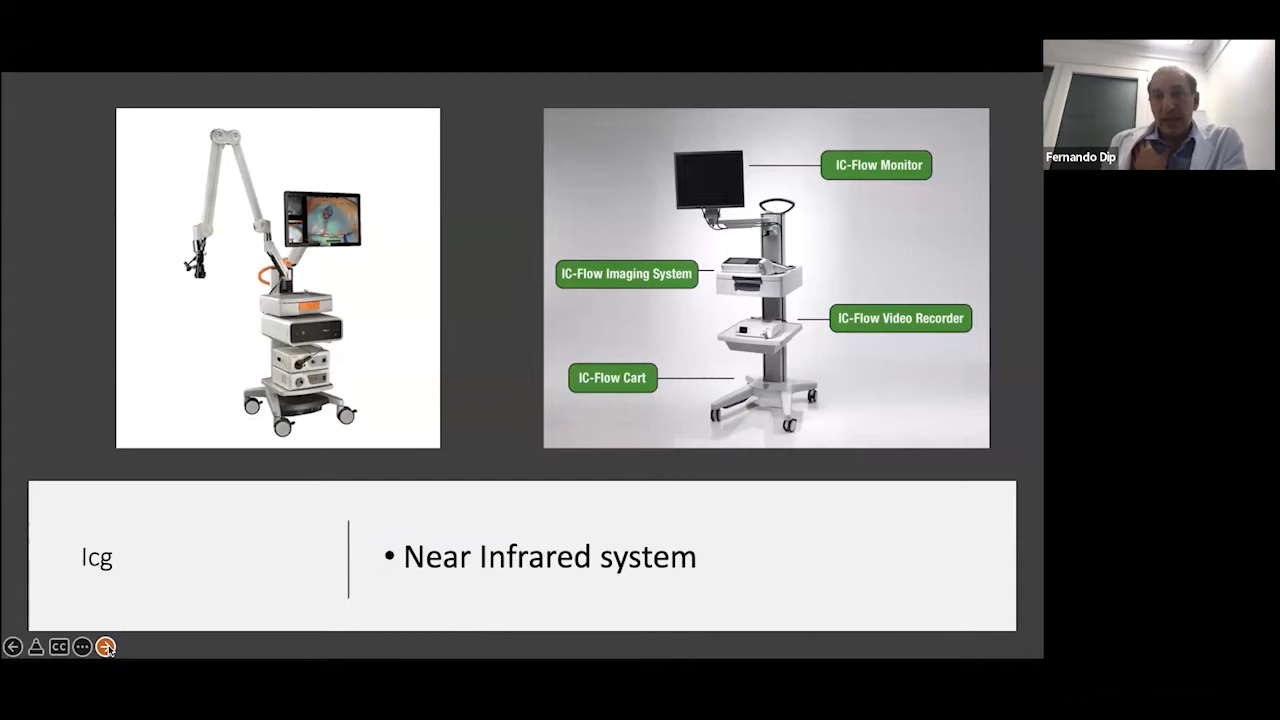 IC-Flow Monitor
IC-Flow Imaging System
IC-Flow Video Recorder
IC-Flow Cart
Fernando Dip
Icg
• Near Infrared system
CC